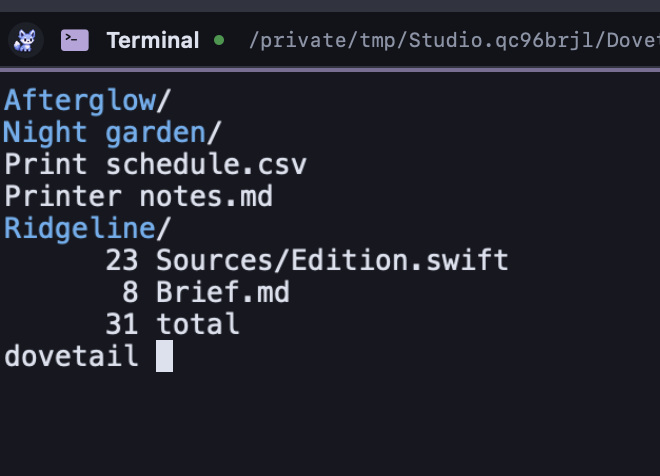 Terminal /private/tmp/Studio.qc96brjl/Dovet
Afterglow/
Night garden/
Print schedule.csv
Printer notes.md
Ridgeline/
23 Sources/Edition.swift
8 Brief.md
31 total
dovetail